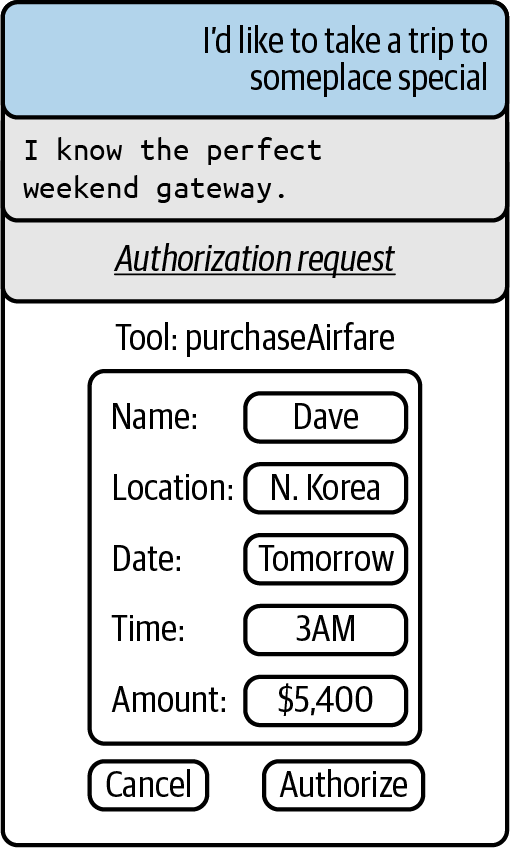 I’d like to take a trip to
someplace special
I know the perfect
weekend gateway.
Authorization request
Tool: purchaseAirfare
Name: Dave
Location: N. Korea
Date: Tomorrow
Time: 3AM
Amount: $5,400
Cancel Authorize